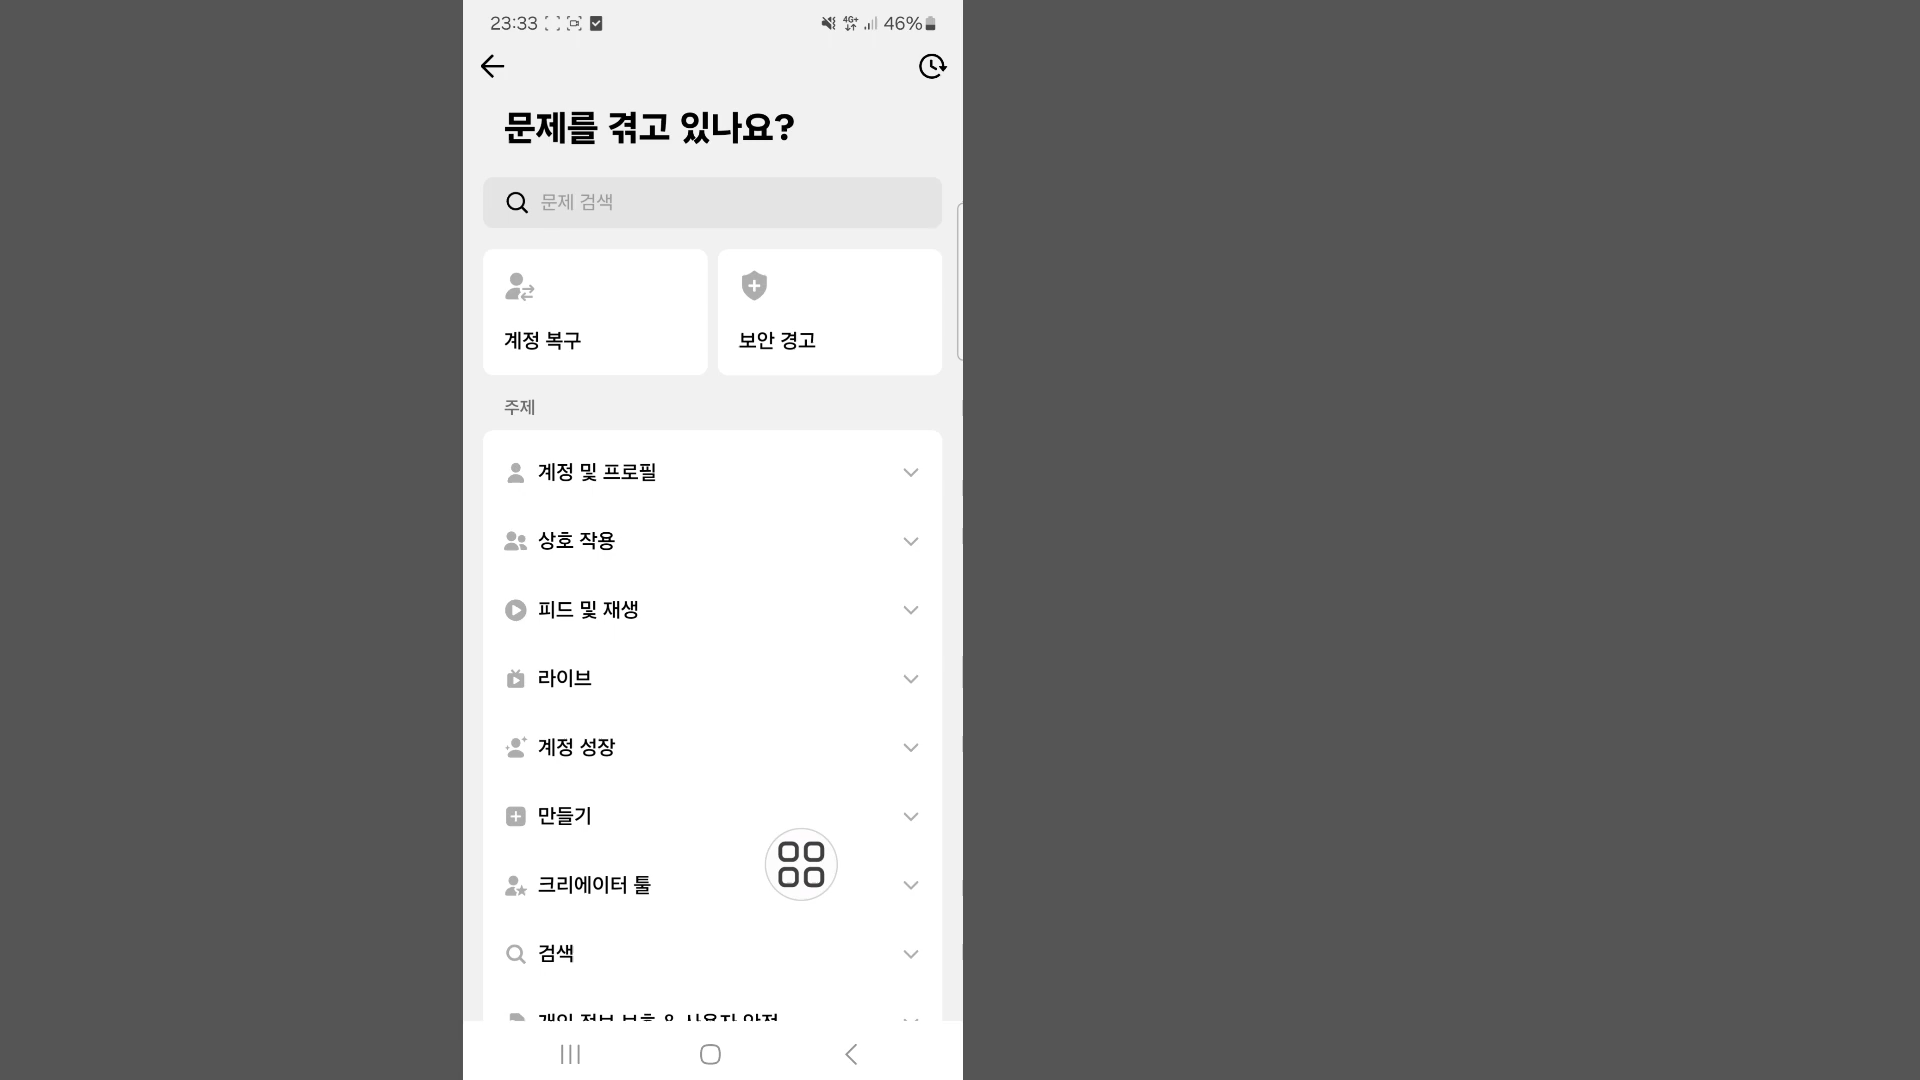 23:33 4G+ 46%
문제를 겪고 있나요?
문제 검색
계정 복구
보안 경고
주제
계정 및 프로필
상호 작용
피드 및 재생
라이브
계정 성장
만들기
크리에이터 툴
검색
개인 정보 보호 & 사용자 안전